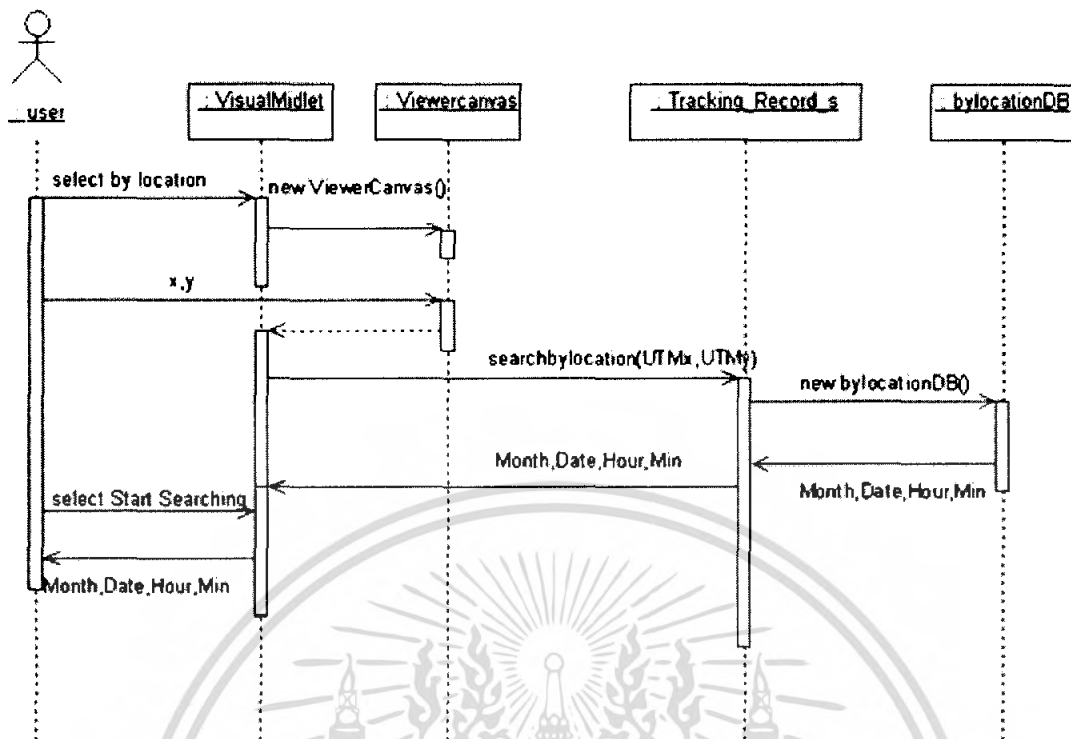 : user
: VisualMidlet
: Viewercanvas
: Tracking_Record_s
: bylocationDB
select by location
new ViewerCanvas()
x,y
searchbylocation(UTMx,UTMy)
new bylocationDB()
Month,Date,Hour,Min
Month,Date,Hour,Min
select Start Searching
Month,Date,Hour,Min